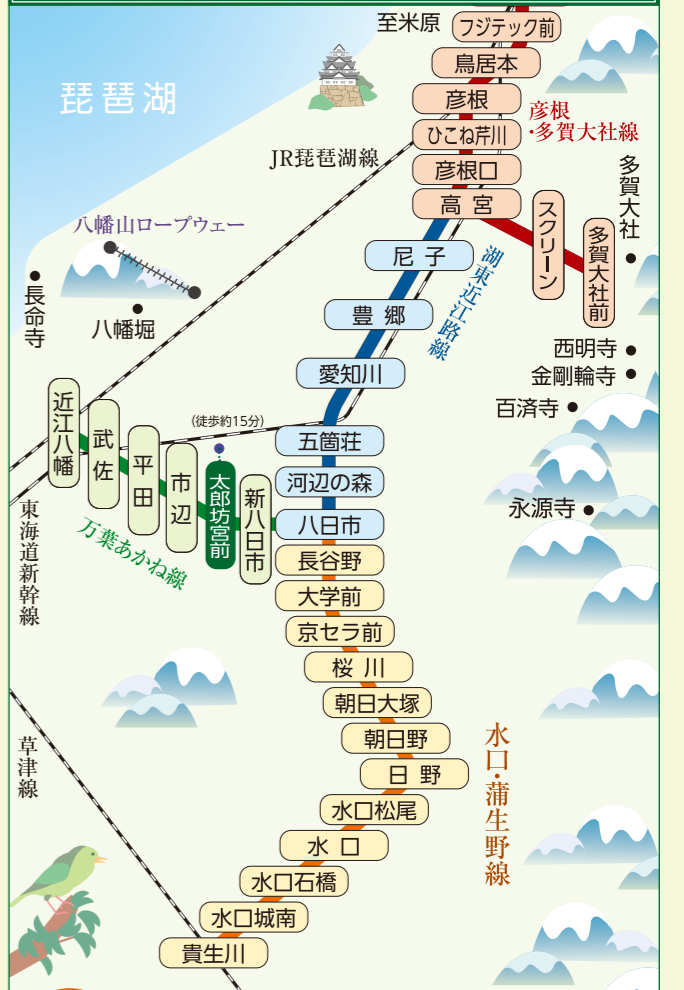 至米原
フジテック前
鳥居本
彦根
彦根
・多賀大社線
ひこね芹川
彦根口
高宮
スクリーン
多賀大社前
多賀大社
琵琶湖
JR琵琶湖線
八幡山ロープウェー
長命寺
八幡堀
尼子
湖東近江路線
豊郷
愛知川
西明寺
金剛輪寺
百済寺
永源寺
(徒歩約15分)
五箇荘
河辺の森
八日市
近江八幡
武佐
平田
市辺
太郎坊宮前
新八日市
万葉あかね線
東海道新幹線
長谷野
大学前
京セラ前
桜川
朝日大塚
朝日野
日野
水口松尾
水口
水口石橋
水口城南
貴生川
水口・蒲生野線
草津線